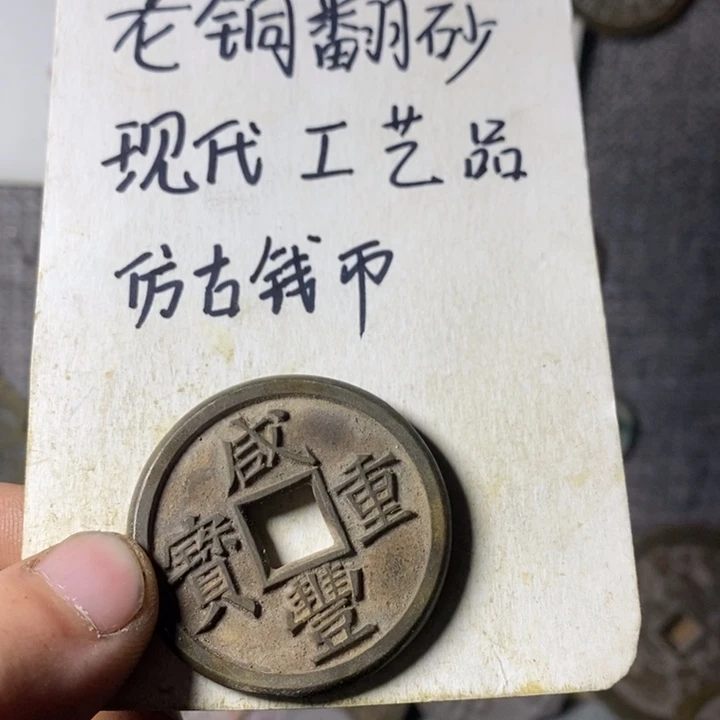 老铜翻砂
现代工艺品
仿古钱币
咸豐重寶